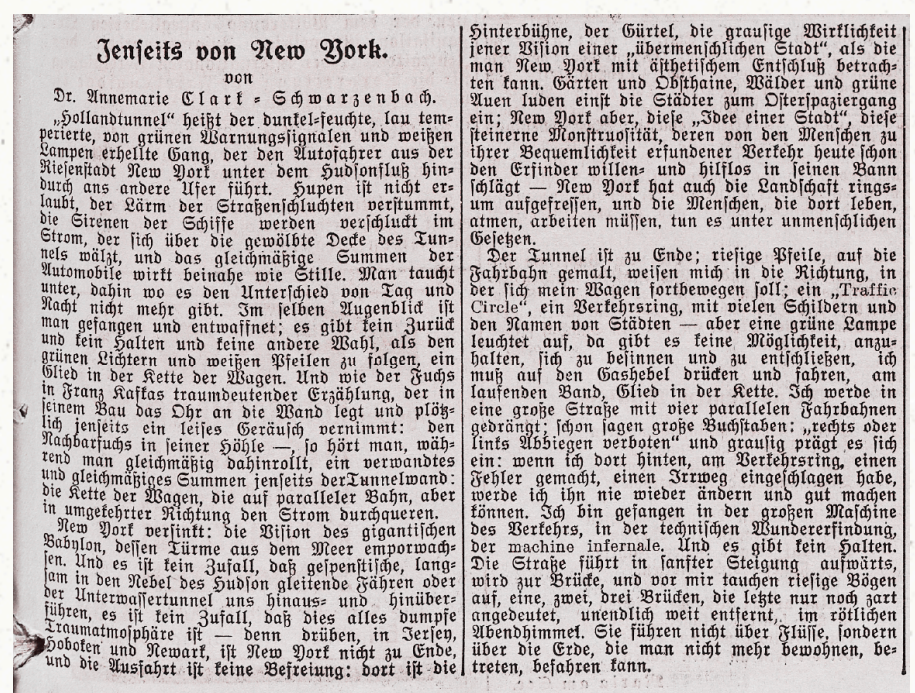 Jenseits von New York.
von
Dr. Annemarie Clark-Schwarzenbach.
„Hollandtunnel“ heißt der dunkel-feuchte, lau tem-
perierte, von grünen Warnungssignalen und weißen
Lampen erhellte Gang, der den Autofahrer aus der
Riesenstadt New York unter dem Hudsonfluß hin-
durch ans andere Ufer führt. Hupen ist nicht er-
laubt, der Lärm der Straßenschluchten verstummt,
die Sirenen der Schiffe werden verschluckt im
Strom, der sich über die gewölbte Decke des Tun-
nels wälzt, und das gleichmäßige Summen der
Automobile wirkt beinahe wie Stille. Man taucht
unter, dahin wo es den Unterschied von Tag und
Nacht nicht mehr gibt. Im selben Augenblick ist
man gefangen und entwaffnet; es gibt kein Zurück
und kein Halten und keine andere Wahl, als den
grünen Lichtern und weißen Pfeilen zu folgen, ein
Glied in der Kette der Wagen. Und wie der Fuchs
in Franz Kafkas traumdeutender Erzählung, der in
seinem Bau das Ohr an die Wand legt und plötz-
lich jenseits ein leises Geräusch vernimmt: den
Nachbarfuchs in seiner Höhle —, so hört man, wäh-
rend man gleichmäßig dahinrollt, ein verwandtes
und gleichmäßiges Summen jenseits der Tunnelwand:
die Kette der Wagen, die auf paralleler Bahn, aber
in umgekehrter Richtung den Strom durchqueren.
New York versinkt: die Vision des gigantischen
Babylon, dessen Türme aus dem Meer emporwach-
sen. Und es ist kein Zufall, daß gespenstische, lang-
sam in den Nebel des Hudson gleitende Fähren oder
der Unterwassertunnel uns hinaus- und hinüber-
führen, es ist kein Zufall, daß dies alles dumpfe
Traumatmosphäre ist — denn drüben, in Jersey,
Hoboken und Newark, ist New York nicht zu Ende,
und die Ausfahrt ist keine Befreiung: dort ist die
Hinterbühne, der Gürtel, die grausige Wirklichkeit
jener Vision einer „übermenschlichen Stadt“, als die
man New York mit ästhetischem Entschluß betrach-
ten kann. Gärten und Obsthaine, Wälder und grüne
Auen luden einst die Städter zum Osterspaziergang
ein; New York aber, diese „Idee einer Stadt“, diese
steinerne Monstruosität, deren von den Menschen zu
ihrer Bequemlichkeit erfundener Verkehr heute schon
den Erfinder willen- und hilflos in seinen Bann
schlägt — New York hat auch die Landschaft rings-
um aufgefressen, und die Menschen, die dort leben,
atmen, arbeiten müssen, tun es unter unmenschlichen
Gesetzen.
Der Tunnel ist zu Ende; riesige Pfeile, auf die
Fahrbahn gemalt, weisen mich in die Richtung, in
der sich mein Wagen fortbewegen soll; ein „Traffic
Circle“, ein Verkehrsring, mit vielen Schildern und
den Namen von Städten — aber eine grüne Lampe
leuchtet auf, da gibt es keine Möglichkeit, anzu-
halten, sich zu besinnen und zu entschließen, ich
muß auf den Gashebel drücken und fahren, am
laufenden Band, Glied in der Kette. Ich werde in
eine große Straße mit vier parallelen Fahrbahnen
gedrängt; schon sagen große Buchstaben: „rechts oder
links Abbiegen verboten“ und grausig prägt es sich
ein: wenn ich dort hinten, am Verkehrsring, einen
Fehler gemacht, einen Irrweg eingeschlagen habe,
werde ich ihn nie wieder ändern und gut machen
können. Ich bin gefangen in der großen Maschine
des Verkehrs, in der technischen Wundererfindung,
der machine infernale. Und es gibt kein Halten.
Die Straße führt in sanfter Steigung aufwärts,
wird zur Brücke, und vor mir tauchen riesige Bögen
auf, eine, zwei, drei Brücken, die letzte nur noch zart
angedeutet, unendlich weit entfernt, im rötlichen
Abendhimmel. Sie führen nicht über Flüsse, sondern
über die Erde, die man nicht mehr bewohnen, be-
treten, befahren kann.